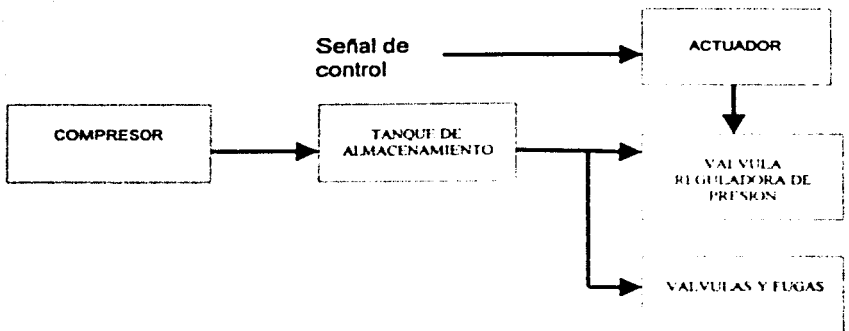 Señal de
control
ACTUADOR
COMPRESOR
TANQUE DE
ALMACENAMIENTO
VALVULA
REGULADORA DE
PRESION
VALVULAS Y FUGAS